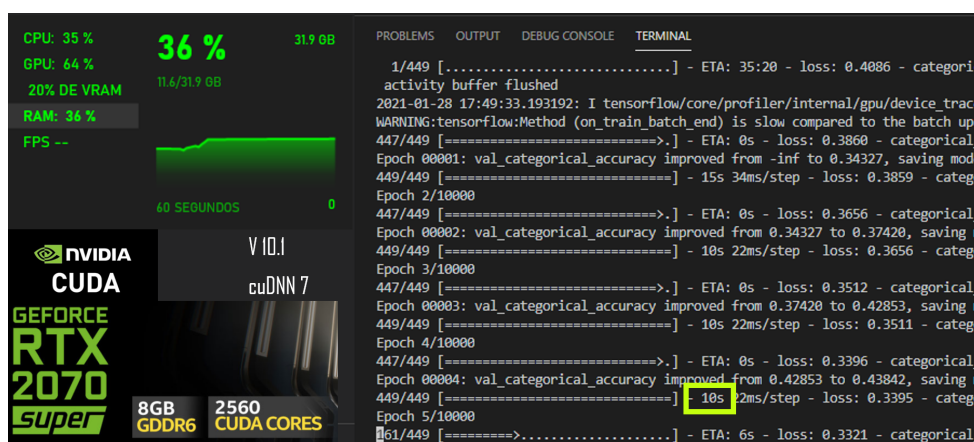 CPU: 35 %
GPU: 64 %
20% DE VRAM
RAM: 36 %
FPS --
36 %
31.9 GB
11.6/31.9 GB
60 SEGUNDOS
0
NVIDIA
CUDA
V 10.1
cuDNN 7
GEFORCE
RTX
2070
SUPER
8GB
GDDR6
2560
CUDA CORES
PROBLEMS OUTPUT DEBUG CONSOLE TERMINAL
1/449 [..............................] - ETA: 35:20 - loss: 0.4086 - categori
activity buffer flushed
2021-01-28 17:49:33.193192: I tensorflow/core/profiler/internal/gpu/device_trac
WARNING:tensorflow:Method (on_train_batch_end) is slow compared to the batch up
447/449 [============================>.] - ETA: 0s - loss: 0.3860 - categorical_
Epoch 00001: val_categorical_accuracy improved from -inf to 0.34327, saving mod
449/449 [==============================] - 15s 34ms/step - loss: 0.3859 - categ
Epoch 2/10000
447/449 [============================>.] - ETA: 0s - loss: 0.3656 - categorical_
Epoch 00002: val_categorical_accuracy improved from 0.34327 to 0.37420, saving
449/449 [==============================] - 10s 22ms/step - loss: 0.3656 - categ
Epoch 3/10000
447/449 [============================>.] - ETA: 0s - loss: 0.3512 - categorical_
Epoch 00003: val_categorical_accuracy improved from 0.37420 to 0.42853, saving
449/449 [==============================] - 10s 22ms/step - loss: 0.3511 - categ
Epoch 4/10000
447/449 [============================>.] - ETA: 0s - loss: 0.3396 - categorical_
Epoch 00004: val_categorical_accuracy improved from 0.42853 to 0.43842, saving
449/449 [==============================] - 10s 22ms/step - loss: 0.3395 - categ
Epoch 5/10000
161/449 [=========>....................] - ETA: 6s - loss: 0.3321 - categorical_